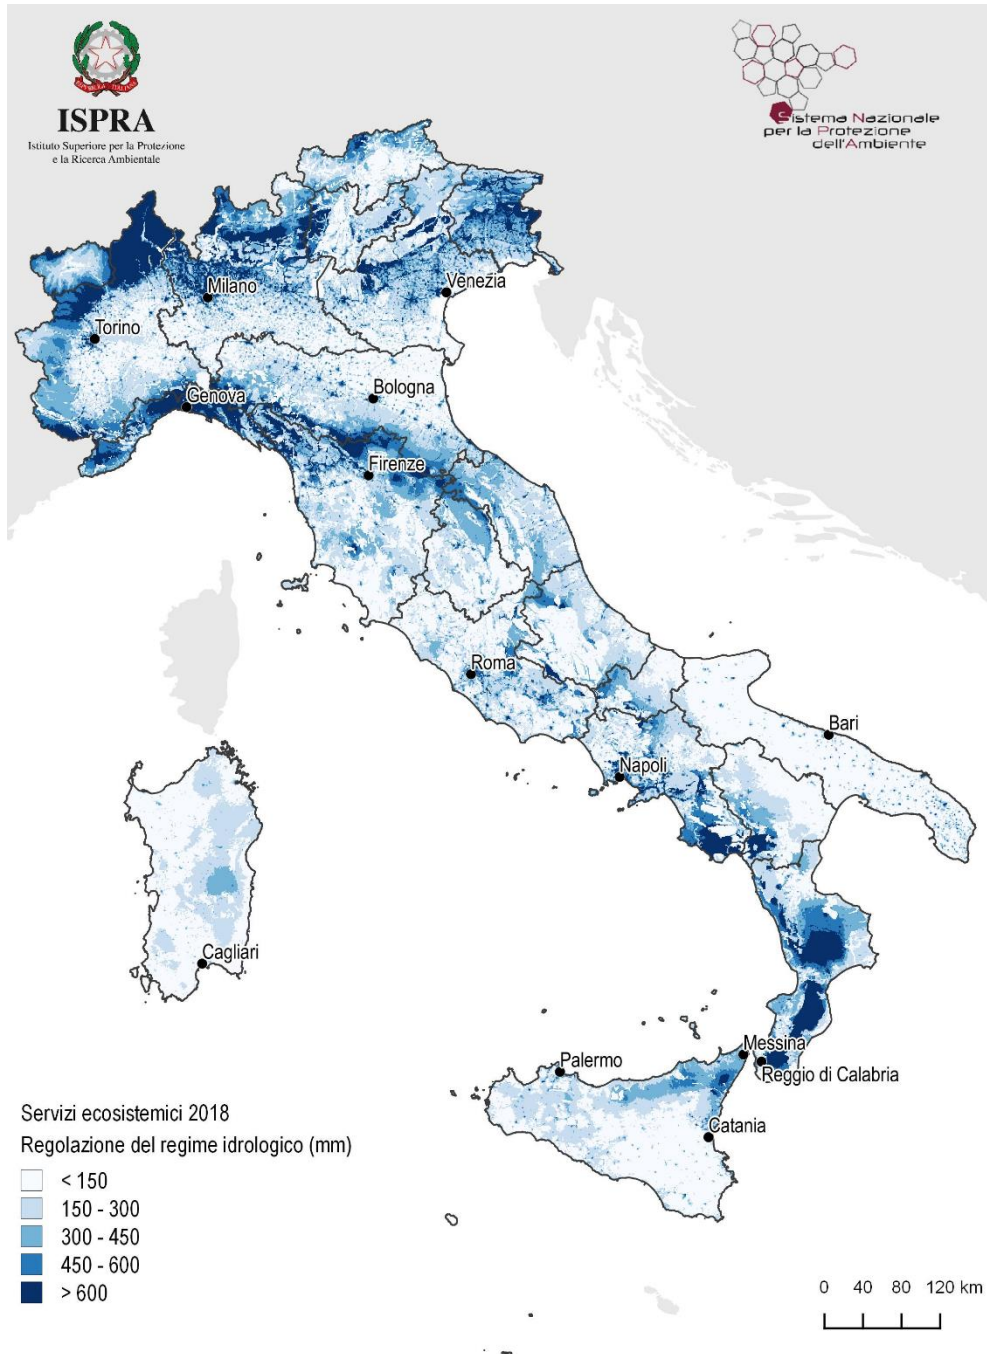 ISPRA
Istituto Superiore per la Protezione
e la Ricerca Ambientale
Sistema Nazionale
per la Protezione
dell'Ambiente
Milano
Venezia
Torino
Bologna
Genova
Firenze
Roma
Bari
Napoli
Cagliari
Messina
Palermo
Reggio di Calabria
Catania
Servizi ecosistemici 2018
Regolazione del regime idrologico (mm)
< 150
150 - 300
300 - 450
450 - 600
> 600
0 40 80 120 km